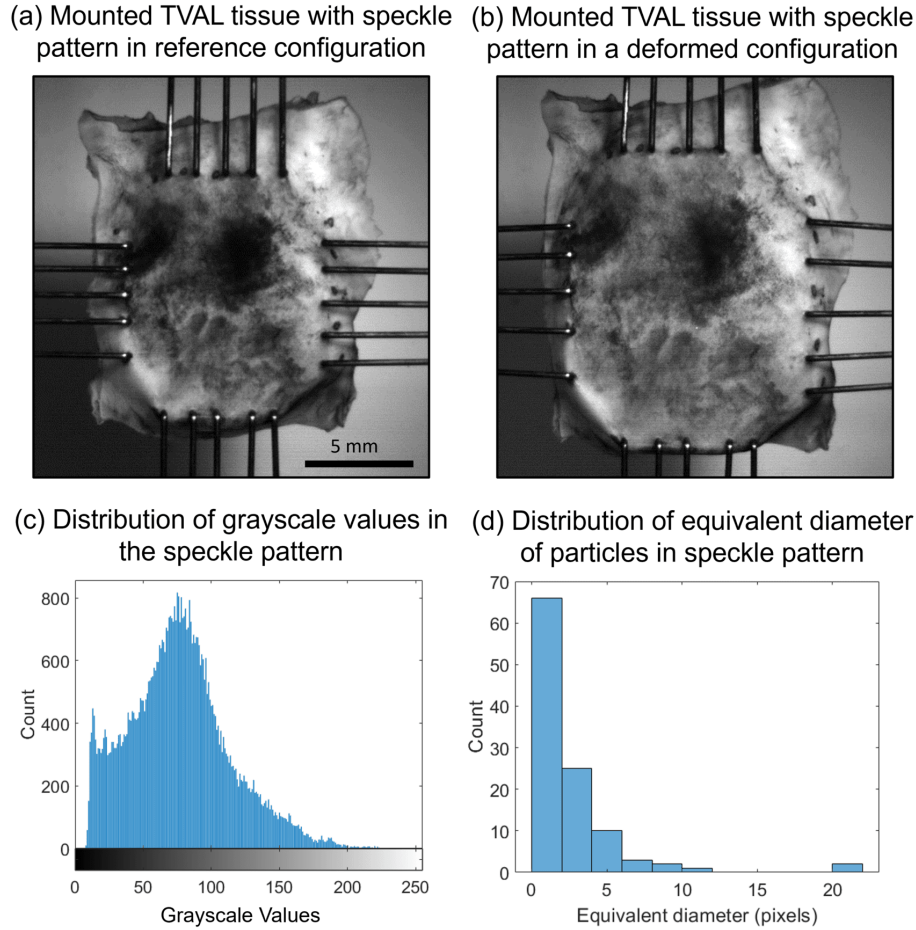 (a) Mounted TVAL tissue with speckle
pattern in reference configuration
(b) Mounted TVAL tissue with speckle
pattern in a deformed configuration
5 mm
(c) Distribution of grayscale values in
the speckle pattern
800
600
400
200
0
Count
0 50 100 150 200 250
Grayscale Values
(d) Distribution of equivalent diameter
of particles in speckle pattern
70
60
50
40
30
20
10
0
Count
0 5 10 15 20
Equivalent diameter (pixels)